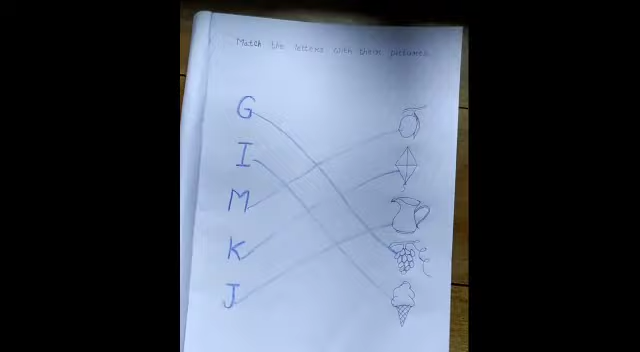 Match the letters with their pictures
G
I
M
K
J